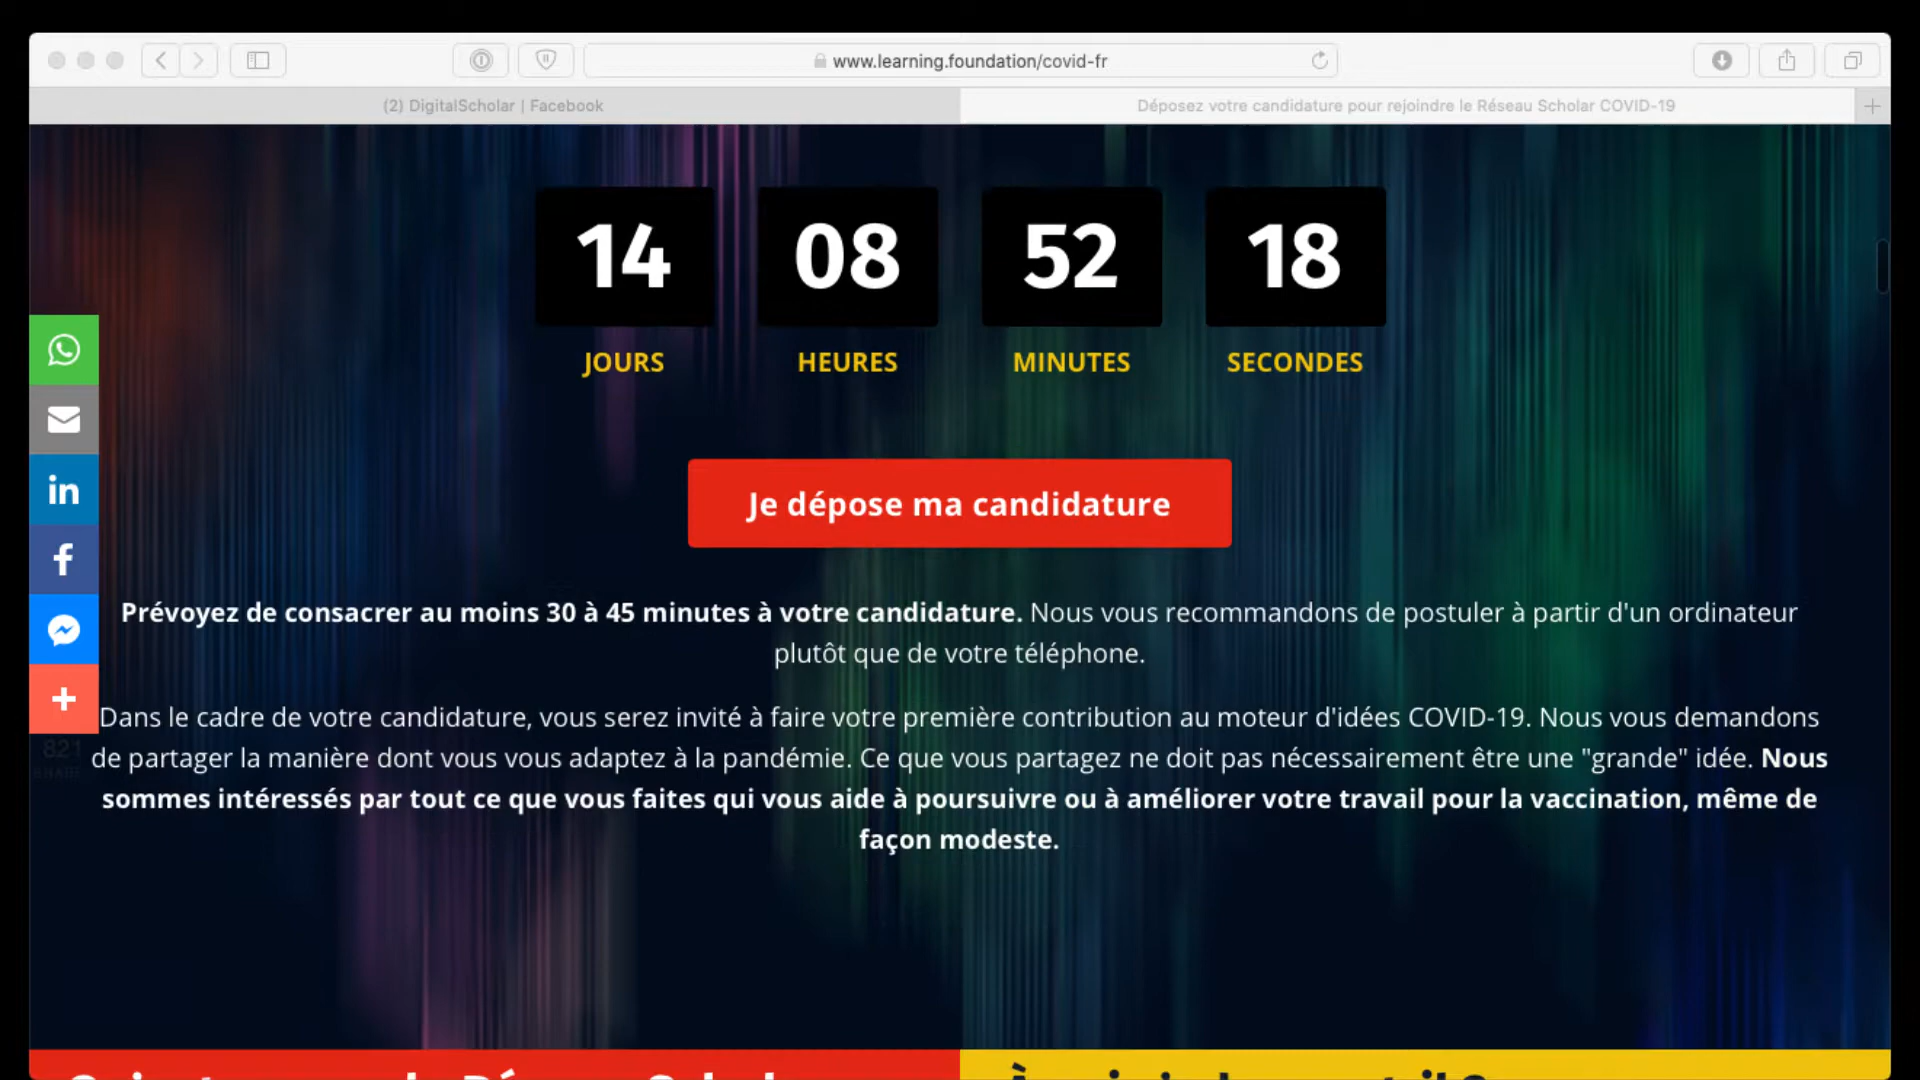 www.learning.foundation/covid-fr
(2) DigitalScholar | Facebook
Déposez votre candidature pour rejoindre le Réseau Scholar COVID-19
14 08 52 18
JOURS HEURES MINUTES SECONDES
Je dépose ma candidature
Prévoyez de consacrer au moins 30 à 45 minutes à votre candidature. Nous vous recommandons de postuler à partir d'un ordinateur
plutôt que de votre téléphone.
Dans le cadre de votre candidature, vous serez invité à faire votre première contribution au moteur d'idées COVID-19. Nous vous demandons
de partager la manière dont vous vous adaptez à la pandémie. Ce que vous partagez ne doit pas nécessairement être une "grande" idée. Nous
sommes intéressés par tout ce que vous faites qui vous aide à poursuivre ou à améliorer votre travail pour la vaccination, même de
façon modeste.
821
SHARE